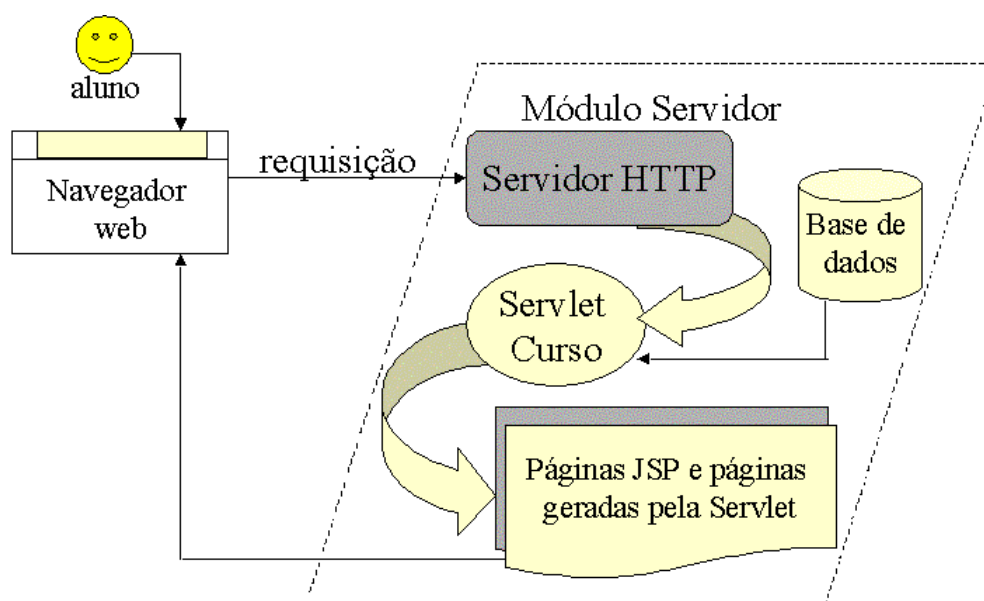 aluno
Módulo Servidor
requisição
Servidor HTTP
Navegador
web
Base de
dados
Servlet
Curso
Páginas JSP e páginas
geradas pela Servlet